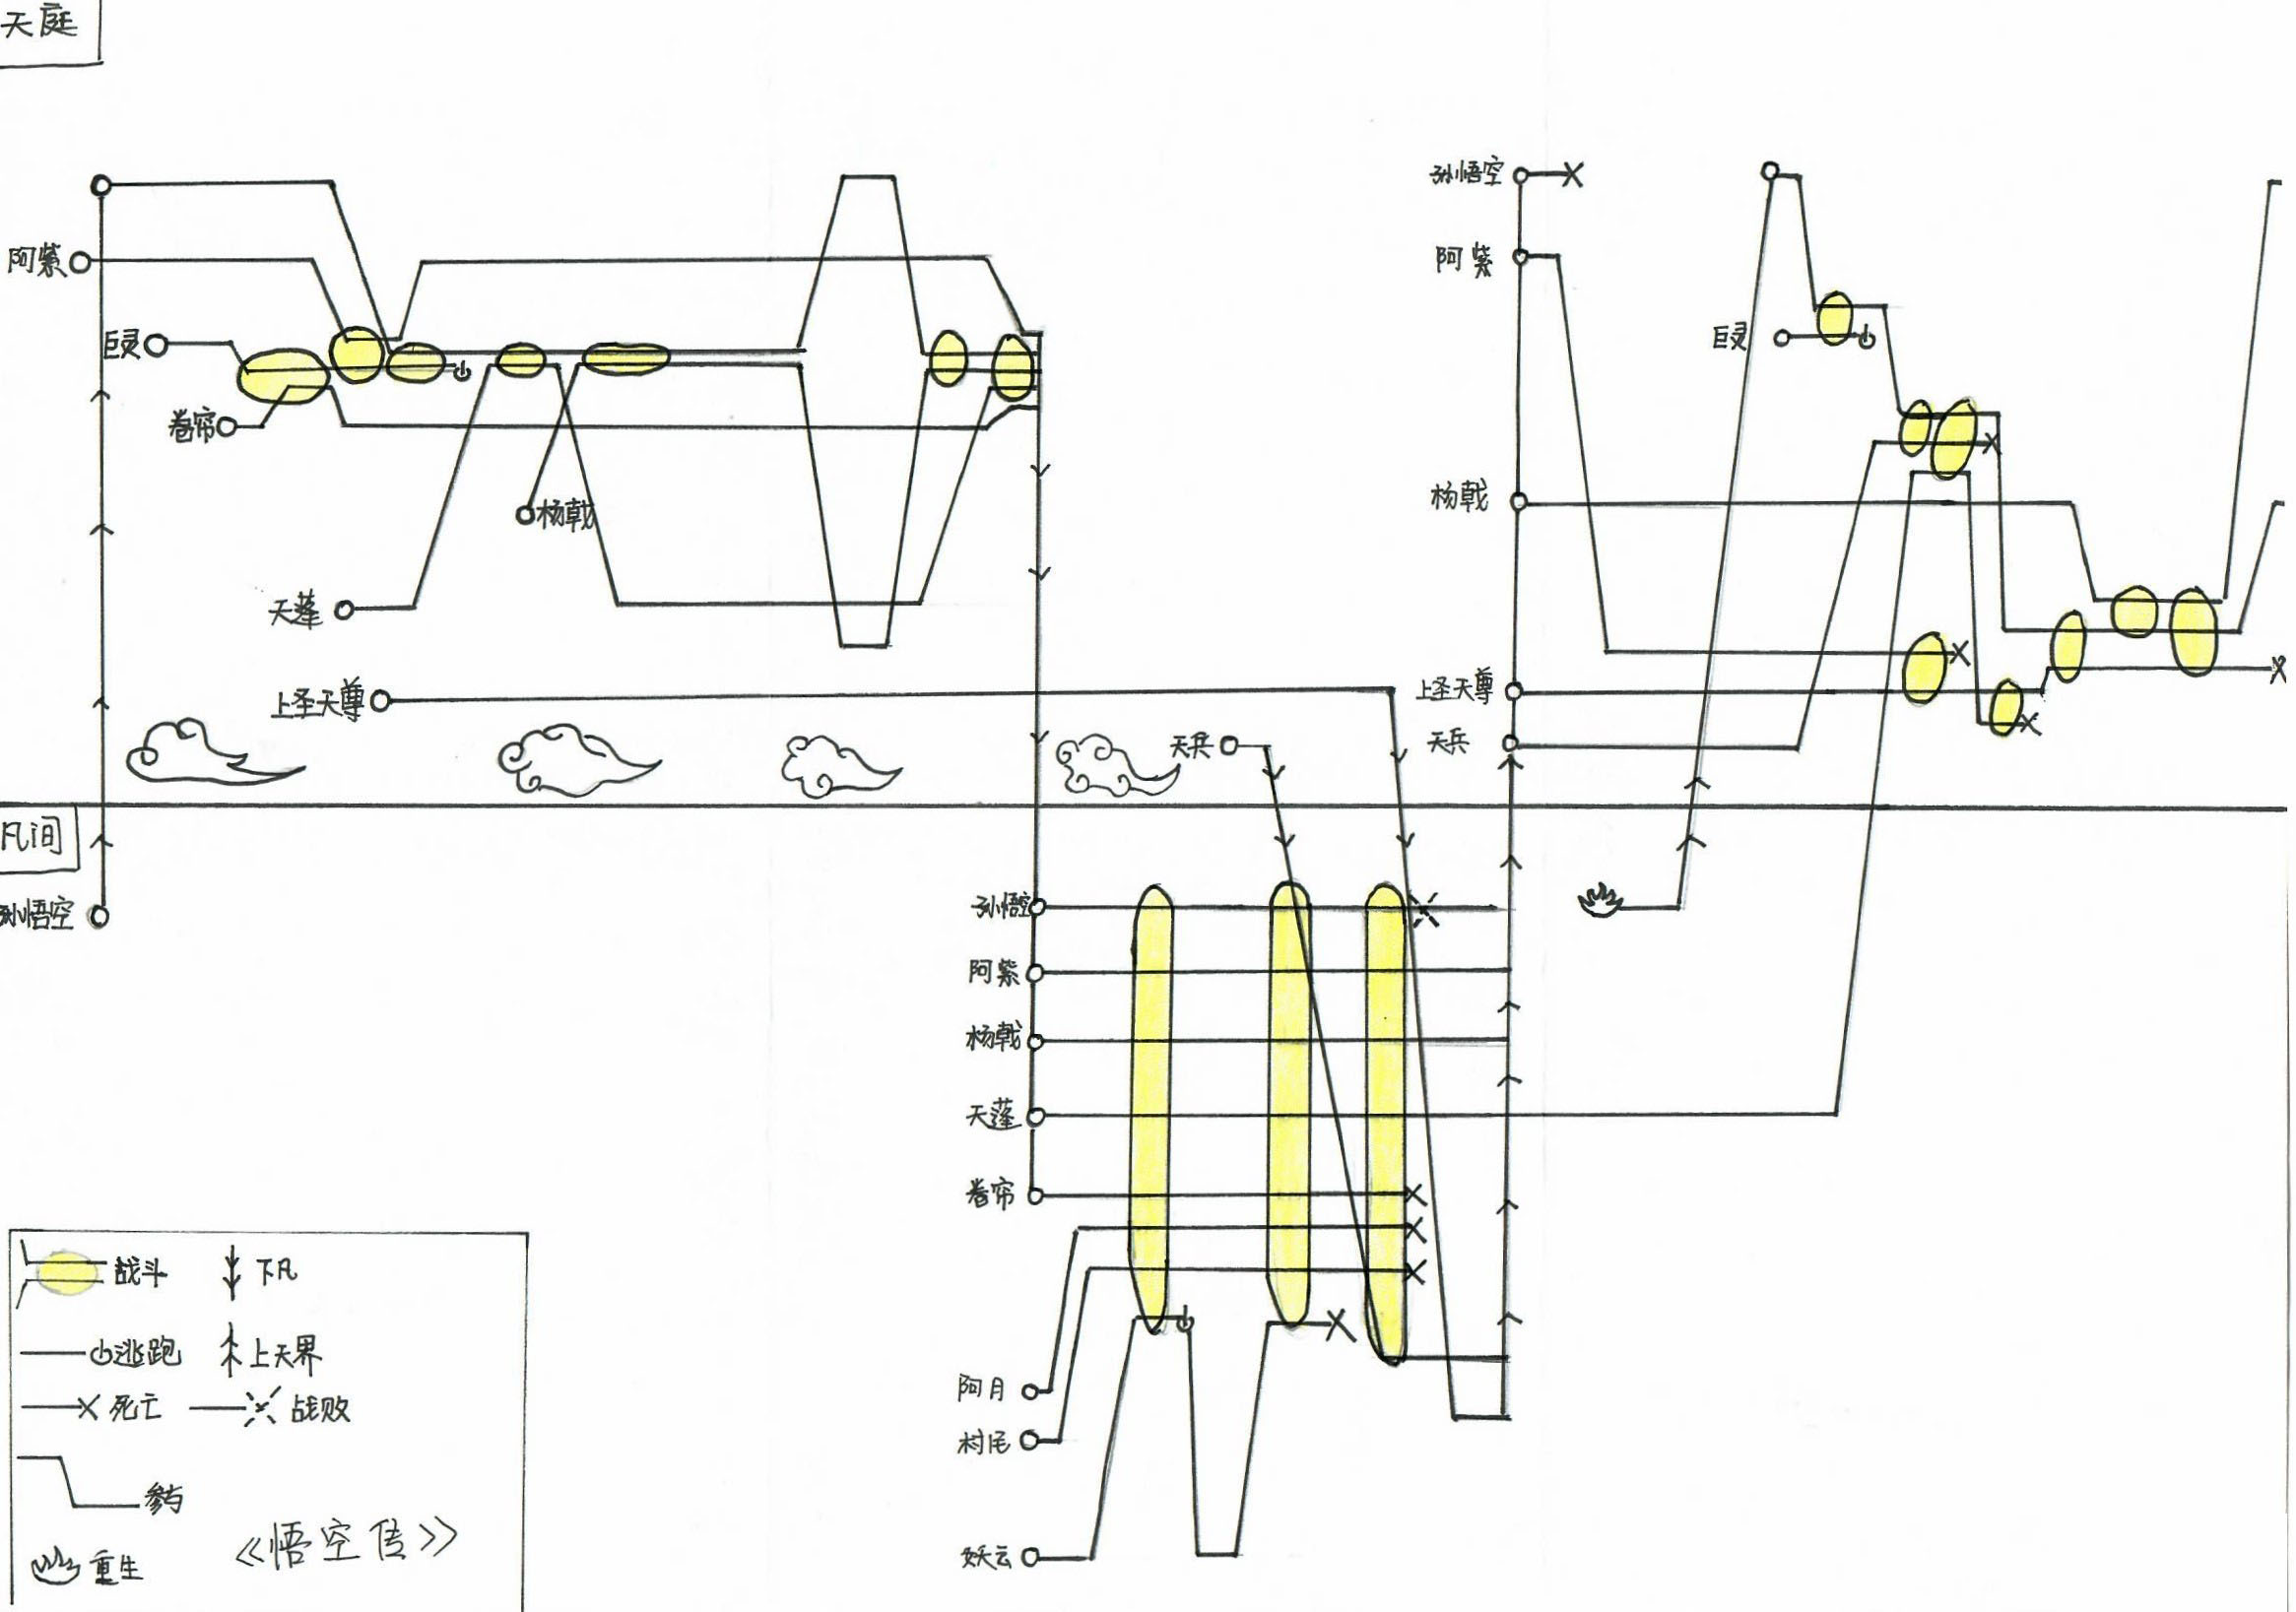 天庭
阿紫
巨灵
卷帘
杨戟
天蓬
上圣天尊
天兵
孙悟空
阿紫
杨戟
上圣天尊
天兵
巨灵
凡间
孙悟空
孙悟空
阿紫
杨戟
天蓬
卷帘
阿月
村尾
妖云
战斗
下凡
逃跑
上天界
死亡
战败
参与
重生
《悟空传》